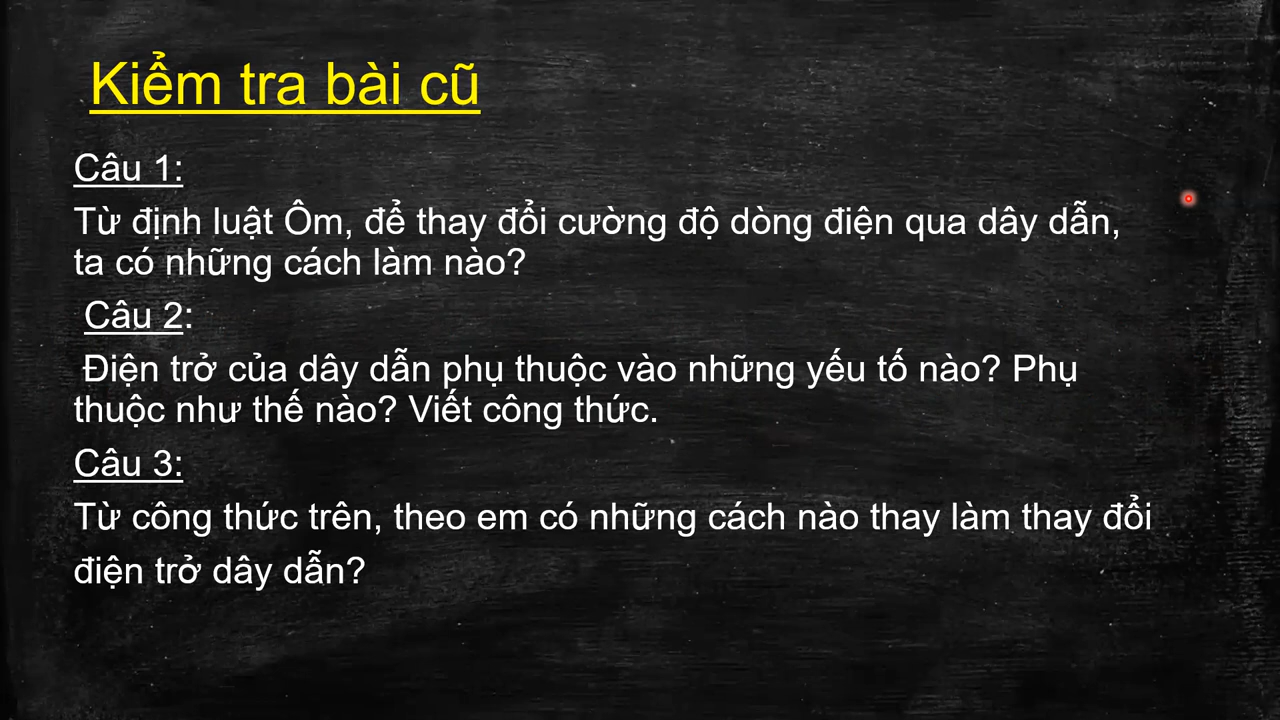 Kiểm tra bài cũ
Câu 1:
Từ định luật Ôm, để thay đổi cường độ dòng điện qua dây dẫn,
ta có những cách làm nào?
Câu 2:
Điện trở của dây dẫn phụ thuộc vào những yếu tố nào? Phụ
thuộc như thế nào? Viết công thức.
Câu 3:
Từ công thức trên, theo em có những cách nào thay làm thay đổi
điện trở dây dẫn?